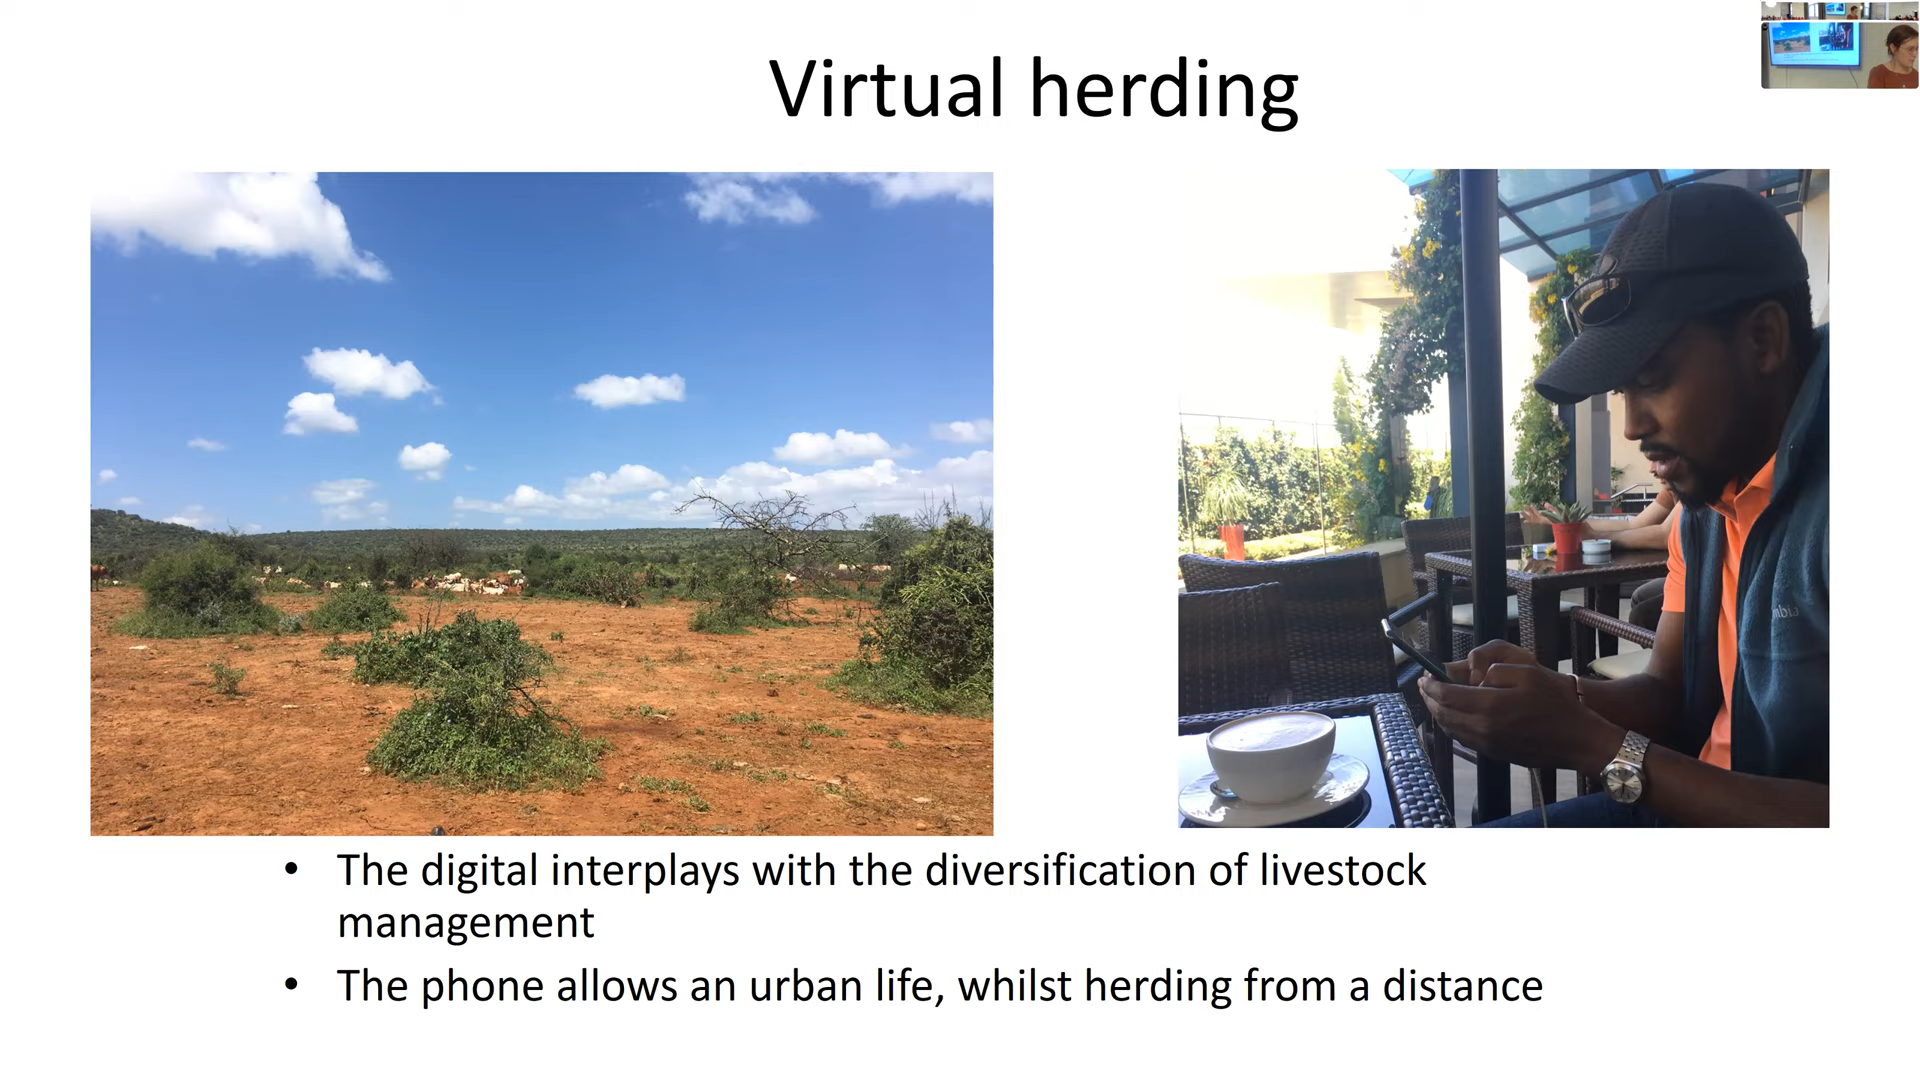 Virtual herding
• The digital interplays with the diversification of livestock
management
• The phone allows an urban life, whilst herding from a distance